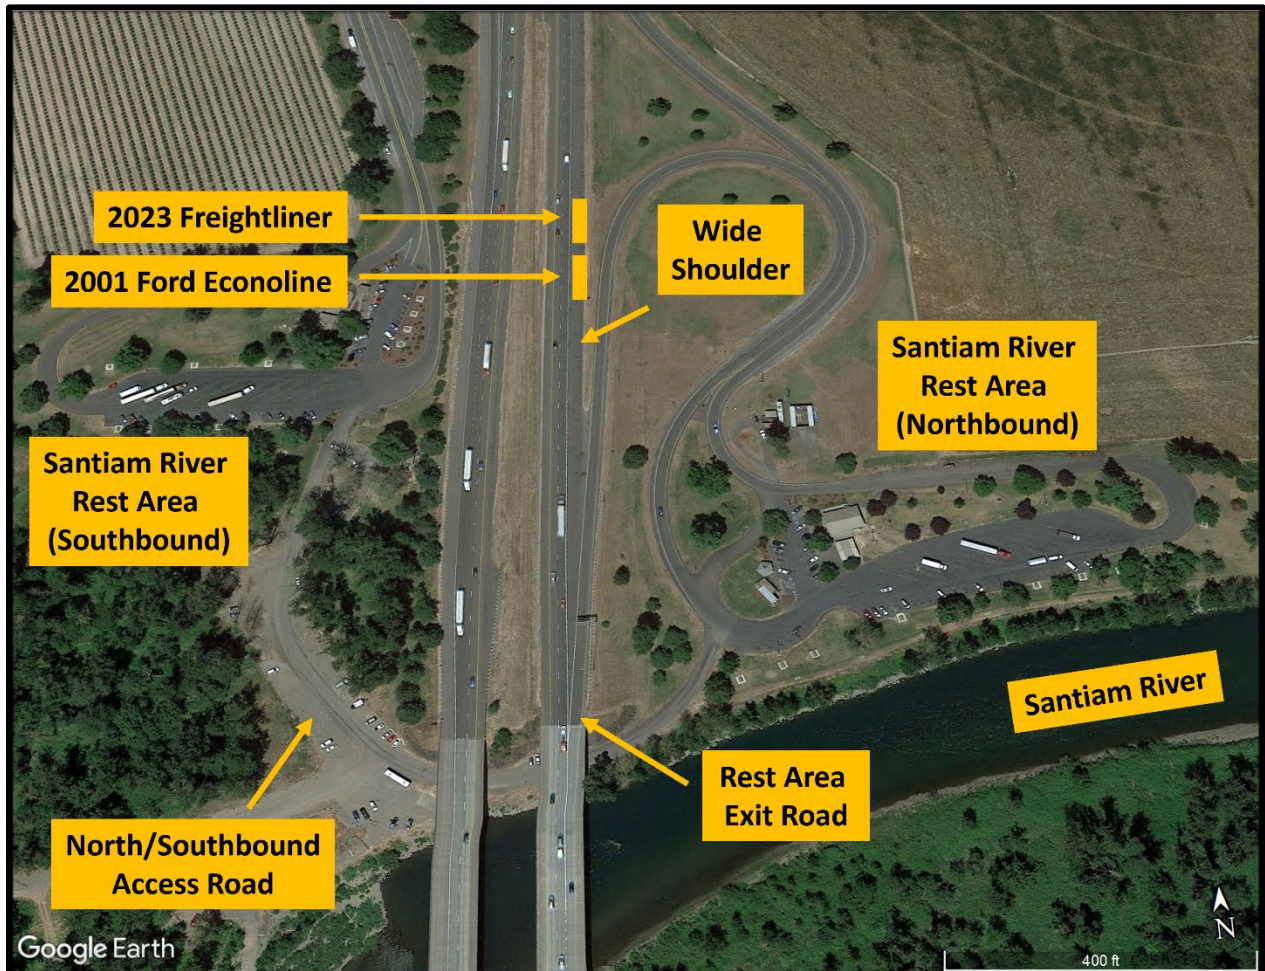 2023 Freightliner
2001 Ford Econoline
Wide
Shoulder
Santiam River
Rest Area
(Northbound)
Santiam River
Rest Area
(Southbound)
Santiam River
Rest Area
Exit Road
North/Southbound
Access Road
N
Google Earth
400 ft